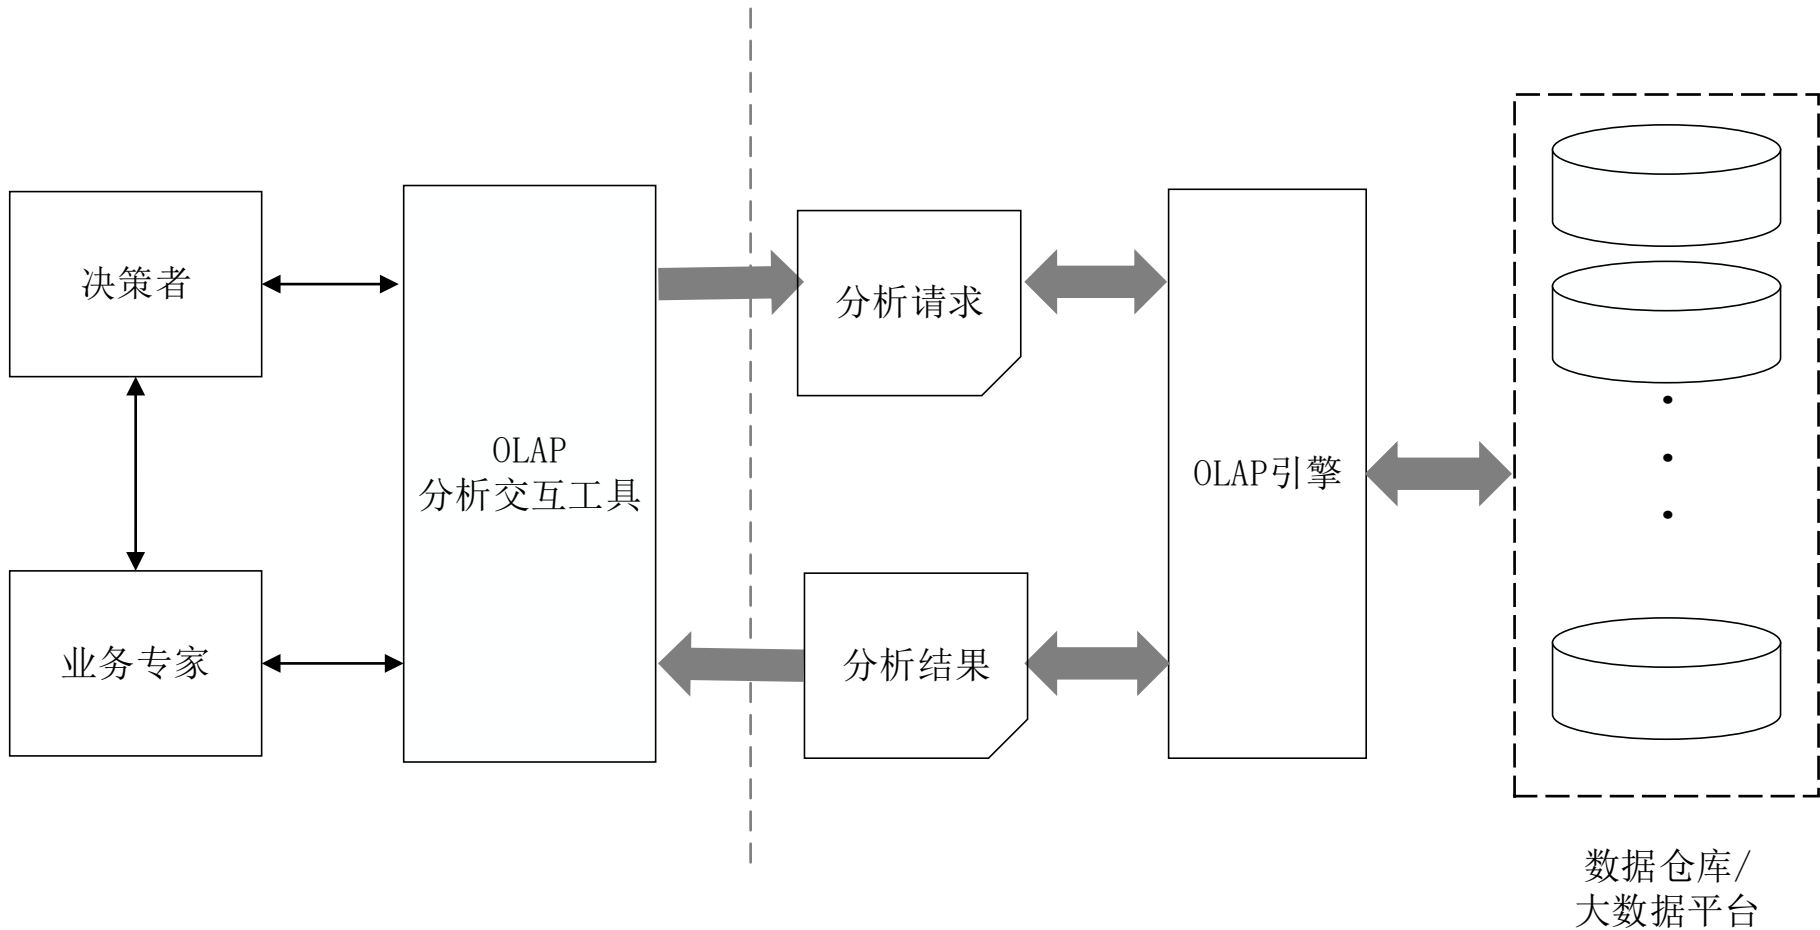 决策者
业务专家
OLAP
分析交互工具
分析请求
分析结果
OLAP引擎
数据仓库/
大数据平台